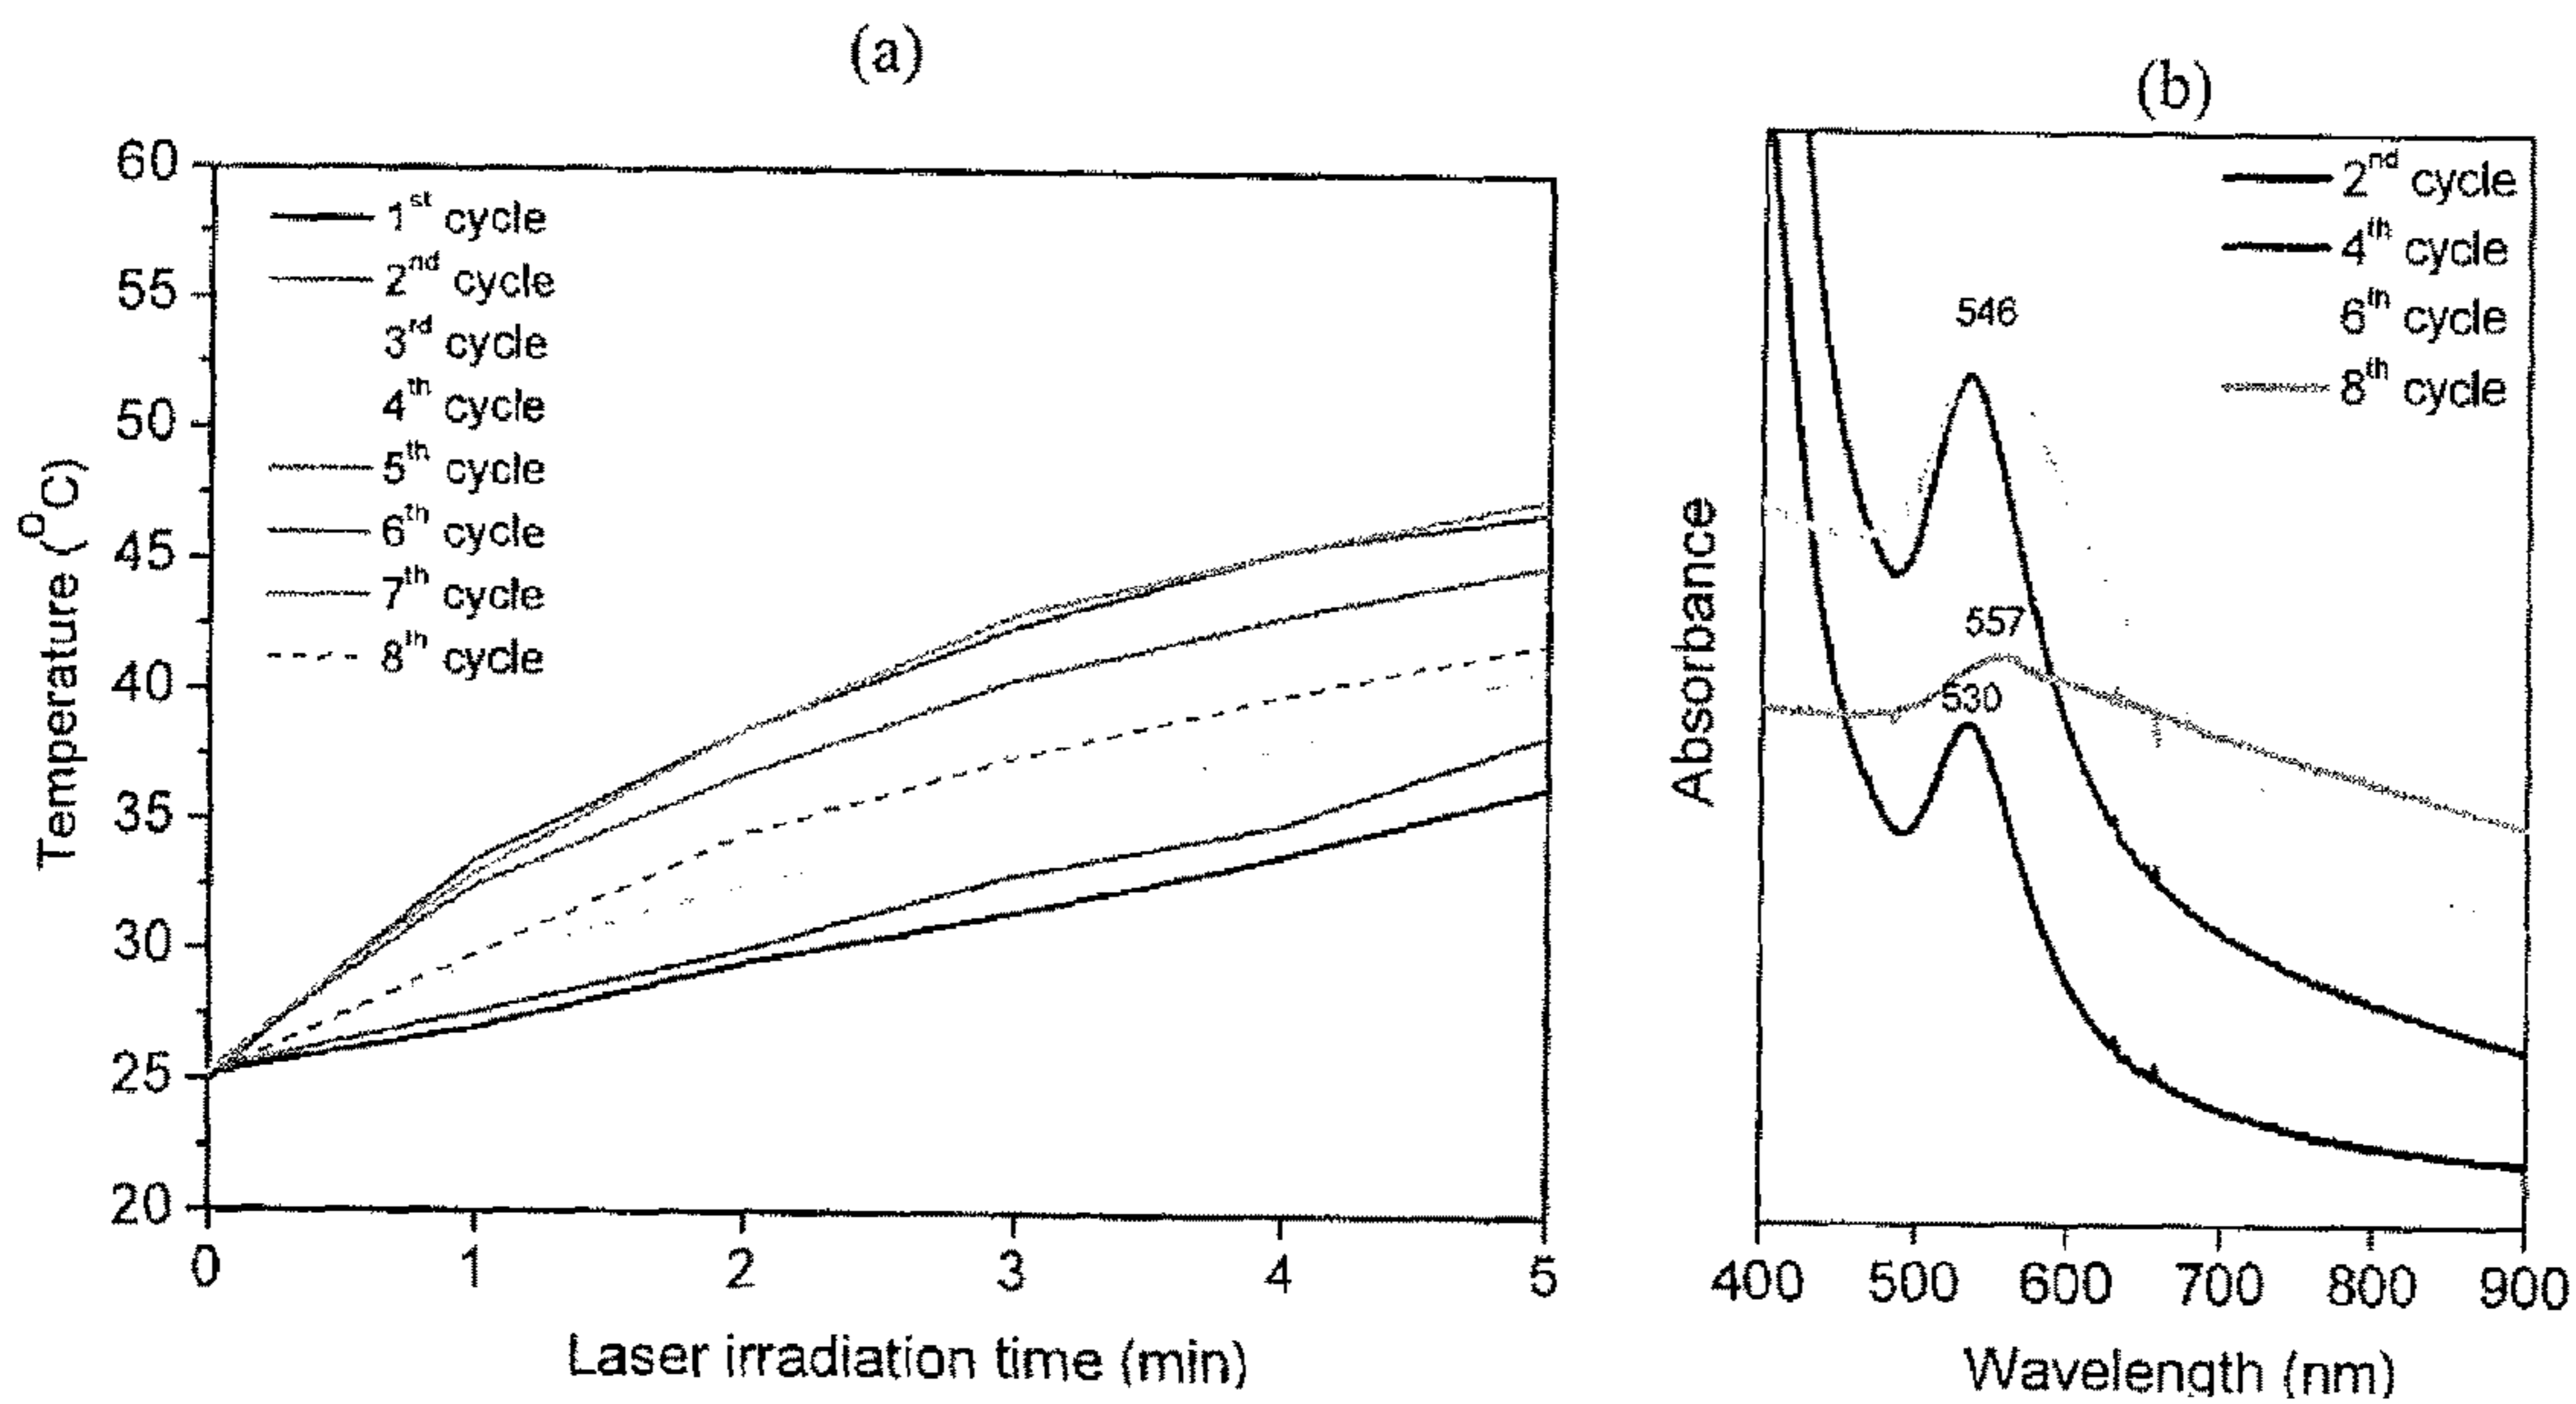 (a)
60
55
50
45
40
35
30
25
20
Temperature (°C)
1st cycle
2nd cycle
3rd cycle
4th cycle
5th cycle
6th cycle
7th cycle
8th cycle
0 1 2 3 4 5
Laser irradiation time (min)
(b)
Absorbance
2nd cycle
4th cycle
6th cycle
8th cycle
546
557
530
400 500 600 700 800 900
Wavelength (nm)